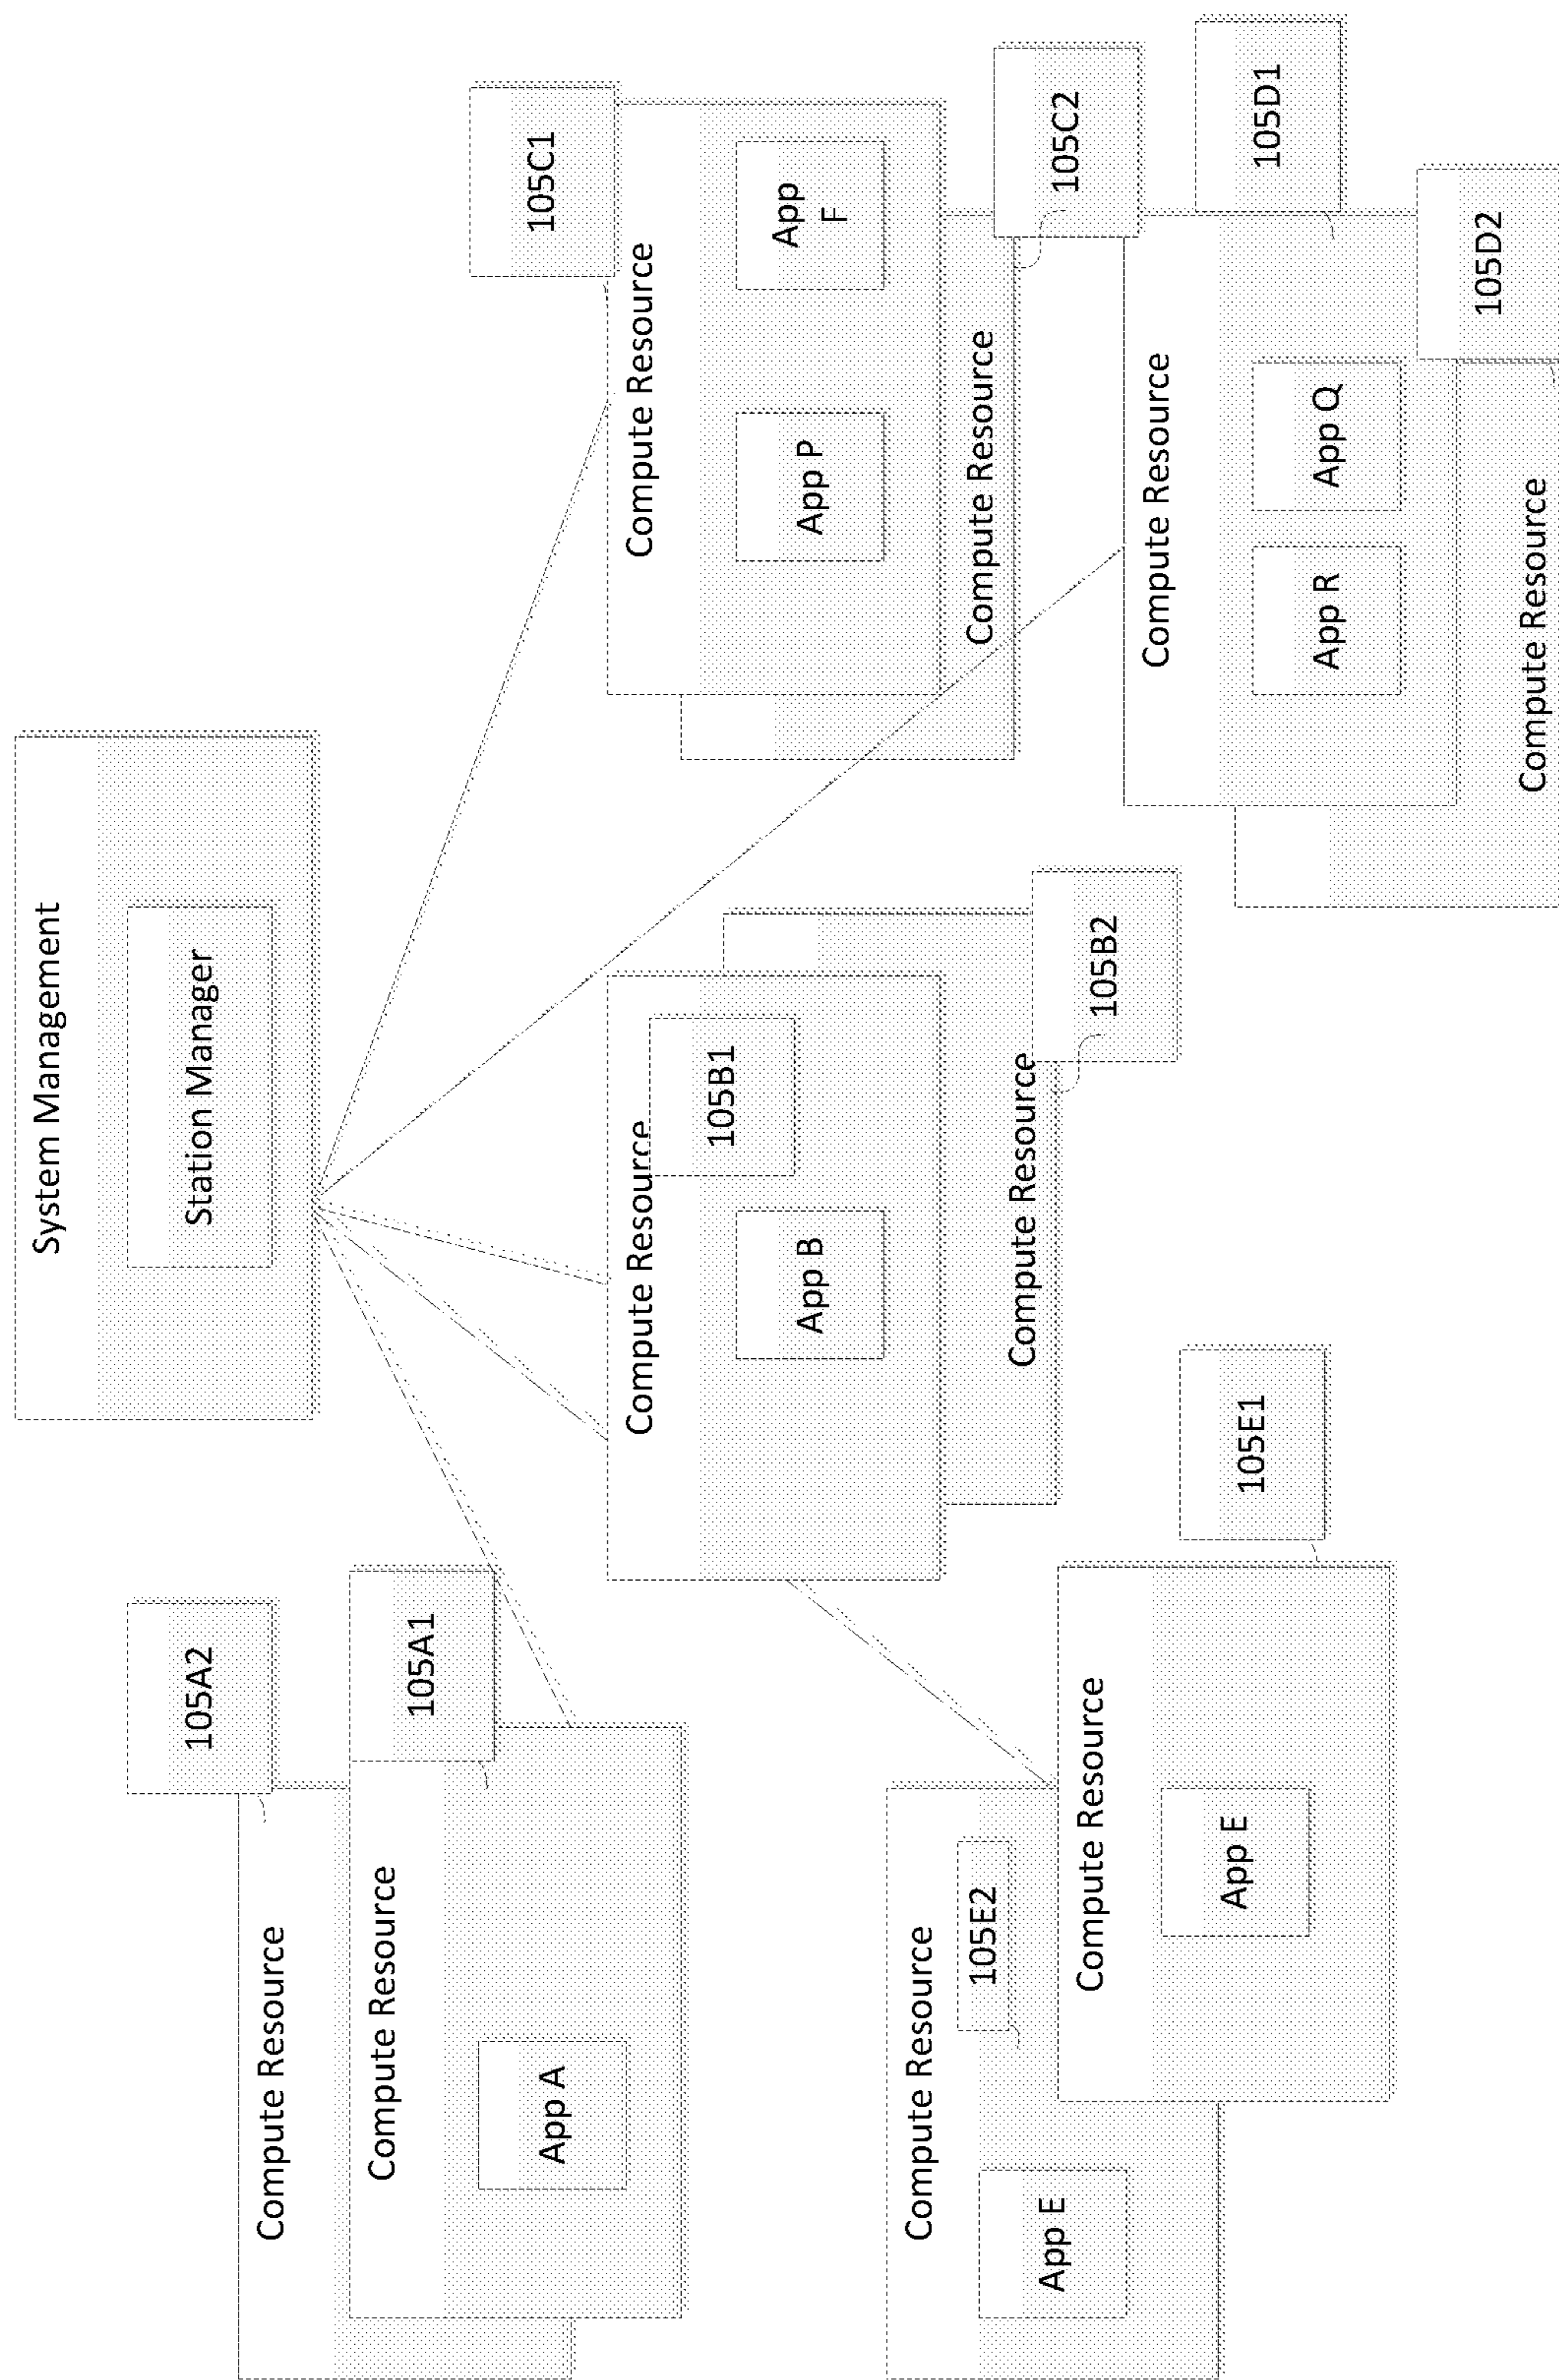 System Management
Station Manager
105A2
Compute Resource
105A1
Compute Resource
App A
Compute Resource
105B1
App B
Compute Resource
105B2
105C1
Compute Resource
App P
App
F
Compute Resource
105C2
Compute Resource
105E2
App E
Compute Resource
105E1
App E
Compute Resource
105D1
App R
App Q
Compute Resource
105D2